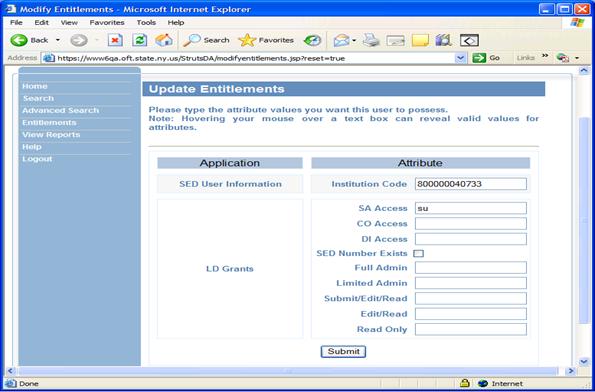 Modify Entitlements - Microsoft Internet Explorer
File Edit View Favorites Tools Help
Back Search Favorites
Address https://www6qa.oft.state.ny.us/StrutsDA/modifyentitlements.jsp?reset=true Go Links »
Home
Search
Advanced Search
Entitlements
View Reports
Help
Logout
Update Entitlements
Please type the attribute values you want this user to possess.
Note: Hovering your mouse over a text box can reveal valid values for
attributes.
Application Attribute
SED User Information Institution Code 800000040733
LD Grants
SA Access su
CO Access
DI Access
SED Number Exists
Full Admin
Limited Admin
Submit/Edit/Read
Edit/Read
Read Only
Submit
Done Internet